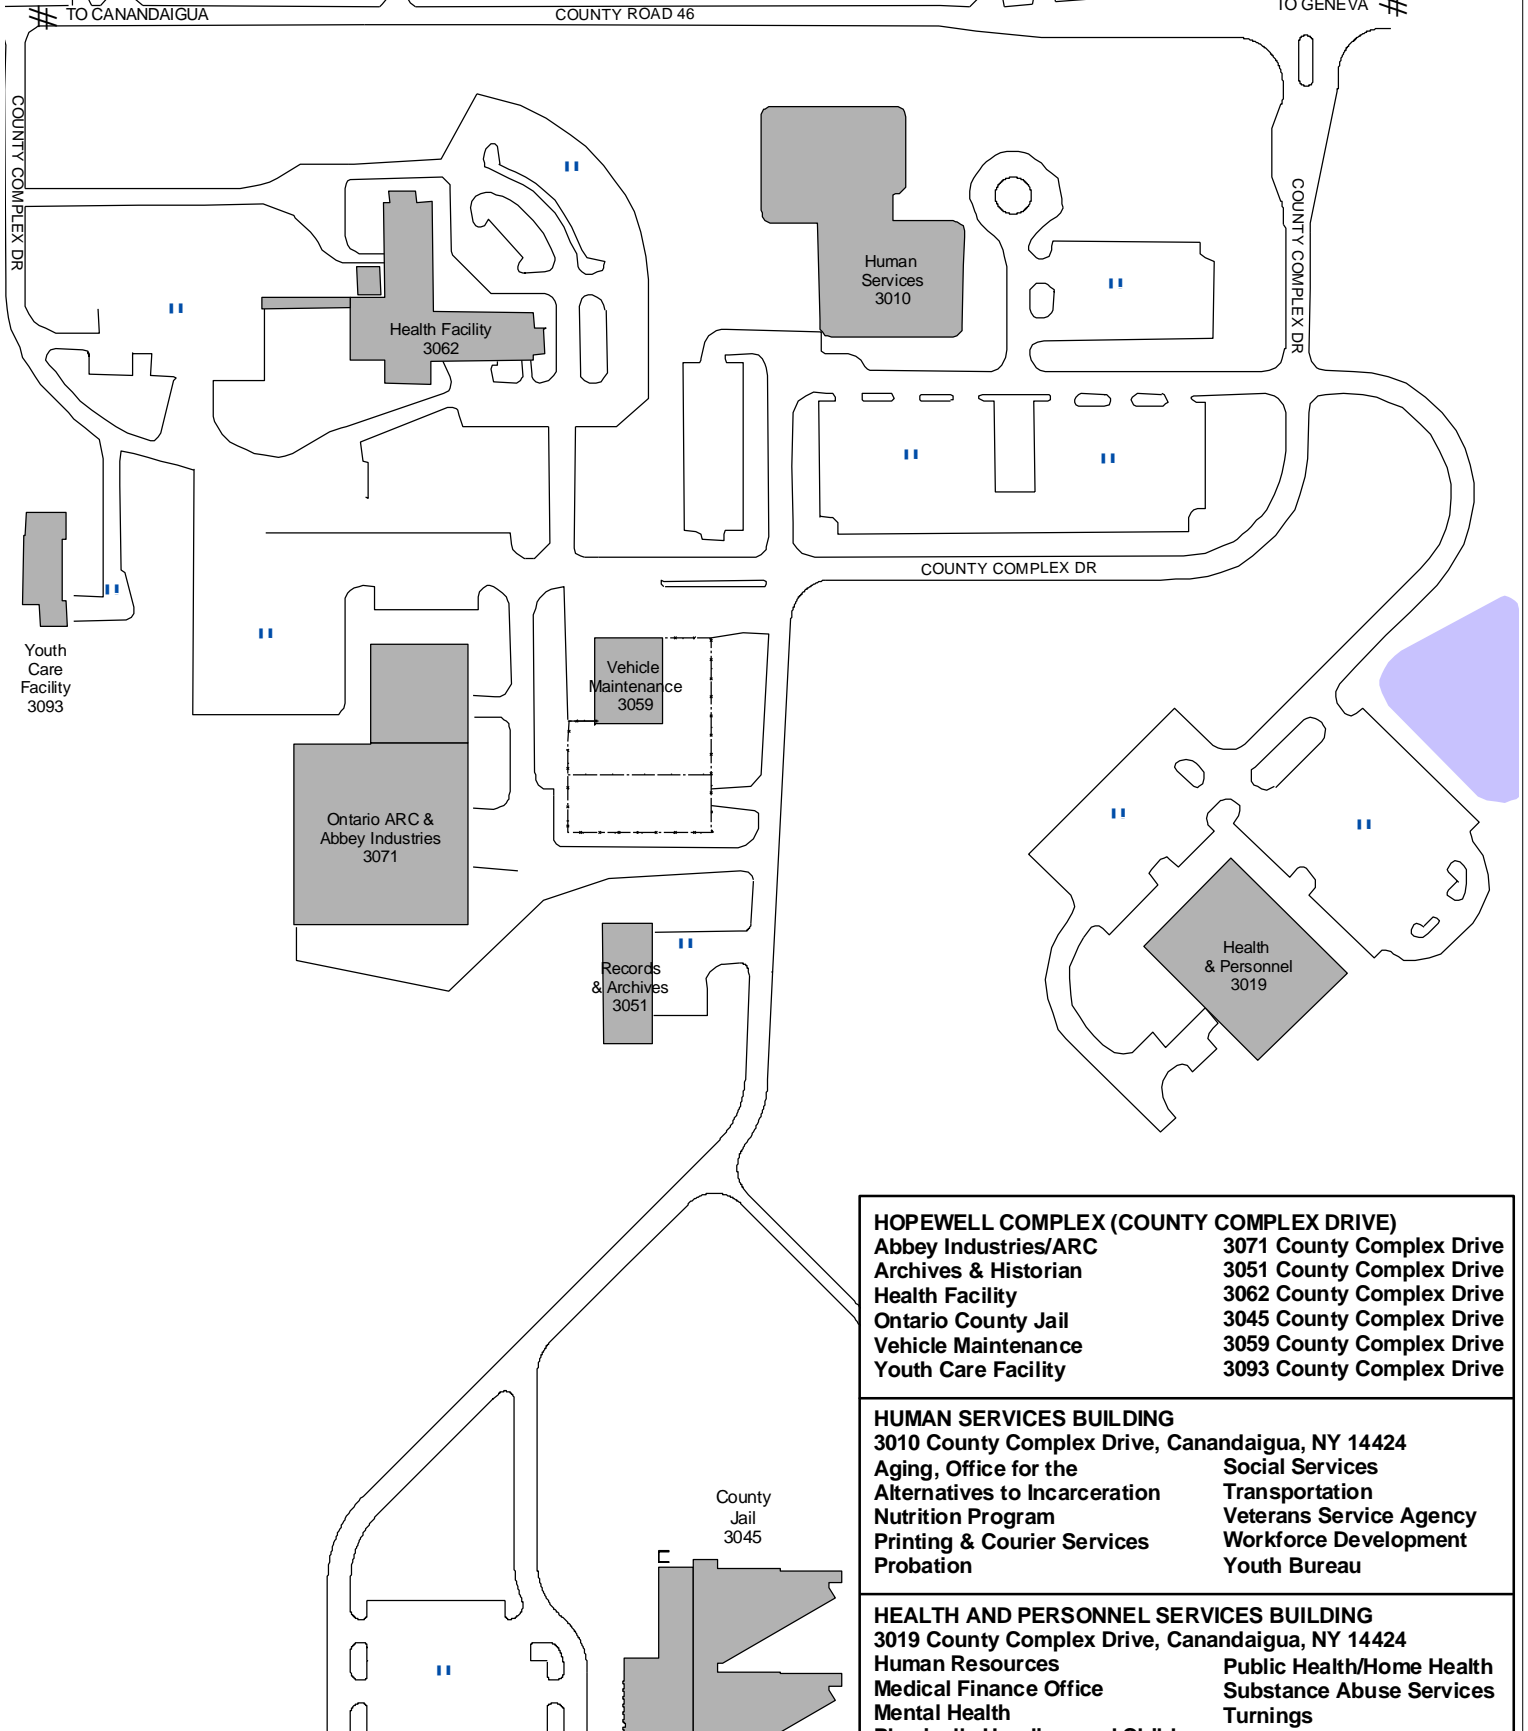 TO CANANDAIGUA
COUNTY ROAD 46
TO GENEVA
COUNTY COMPLEX DR
COUNTY COMPLEX DR
Human
Services
3010
Health Facility
3062
COUNTY COMPLEX DR
Youth
Care
Facility
3093
Vehicle
Maintenance
3059
Ontario ARC &
Abbey Industries
3071
Records
& Archives
3051
Health
& Personnel
3019
County
Jail
3045
HOPEWELL COMPLEX (COUNTY COMPLEX DRIVE)
Abbey Industries/ARC 3071 County Complex Drive
Archives & Historian 3051 County Complex Drive
Health Facility 3062 County Complex Drive
Ontario County Jail 3045 County Complex Drive
Vehicle Maintenance 3059 County Complex Drive
Youth Care Facility 3093 County Complex Drive
HUMAN SERVICES BUILDING
3010 County Complex Drive, Canandaigua, NY 14424
Aging, Office for the Social Services
Alternatives to Incarceration Transportation
Nutrition Program Veterans Service Agency
Printing & Courier Services Workforce Development
Probation Youth Bureau
HEALTH AND PERSONNEL SERVICES BUILDING
3019 County Complex Drive, Canandaigua, NY 14424
Human Resources Public Health/Home Health
Medical Finance Office Substance Abuse Services
Mental Health Turnings